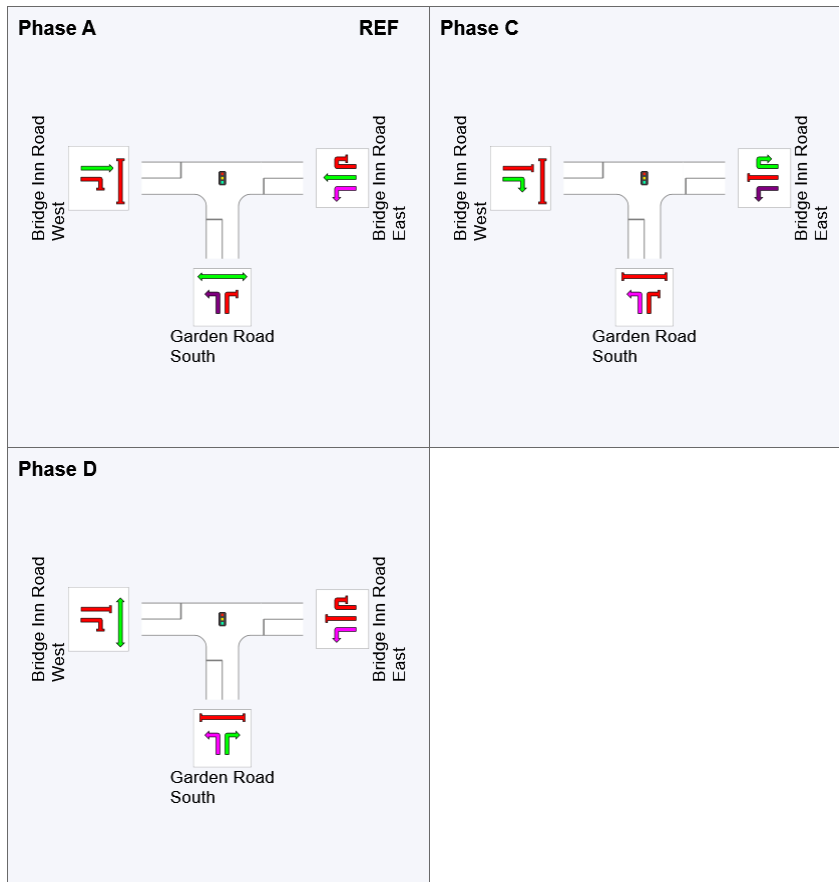 Phase A
REF
Bridge Inn Road
West
Bridge Inn Road
East
Garden Road
South
Phase C
Bridge Inn Road
West
Bridge Inn Road
East
Garden Road
South
Phase D
Bridge Inn Road
West
Bridge Inn Road
East
Garden Road
South